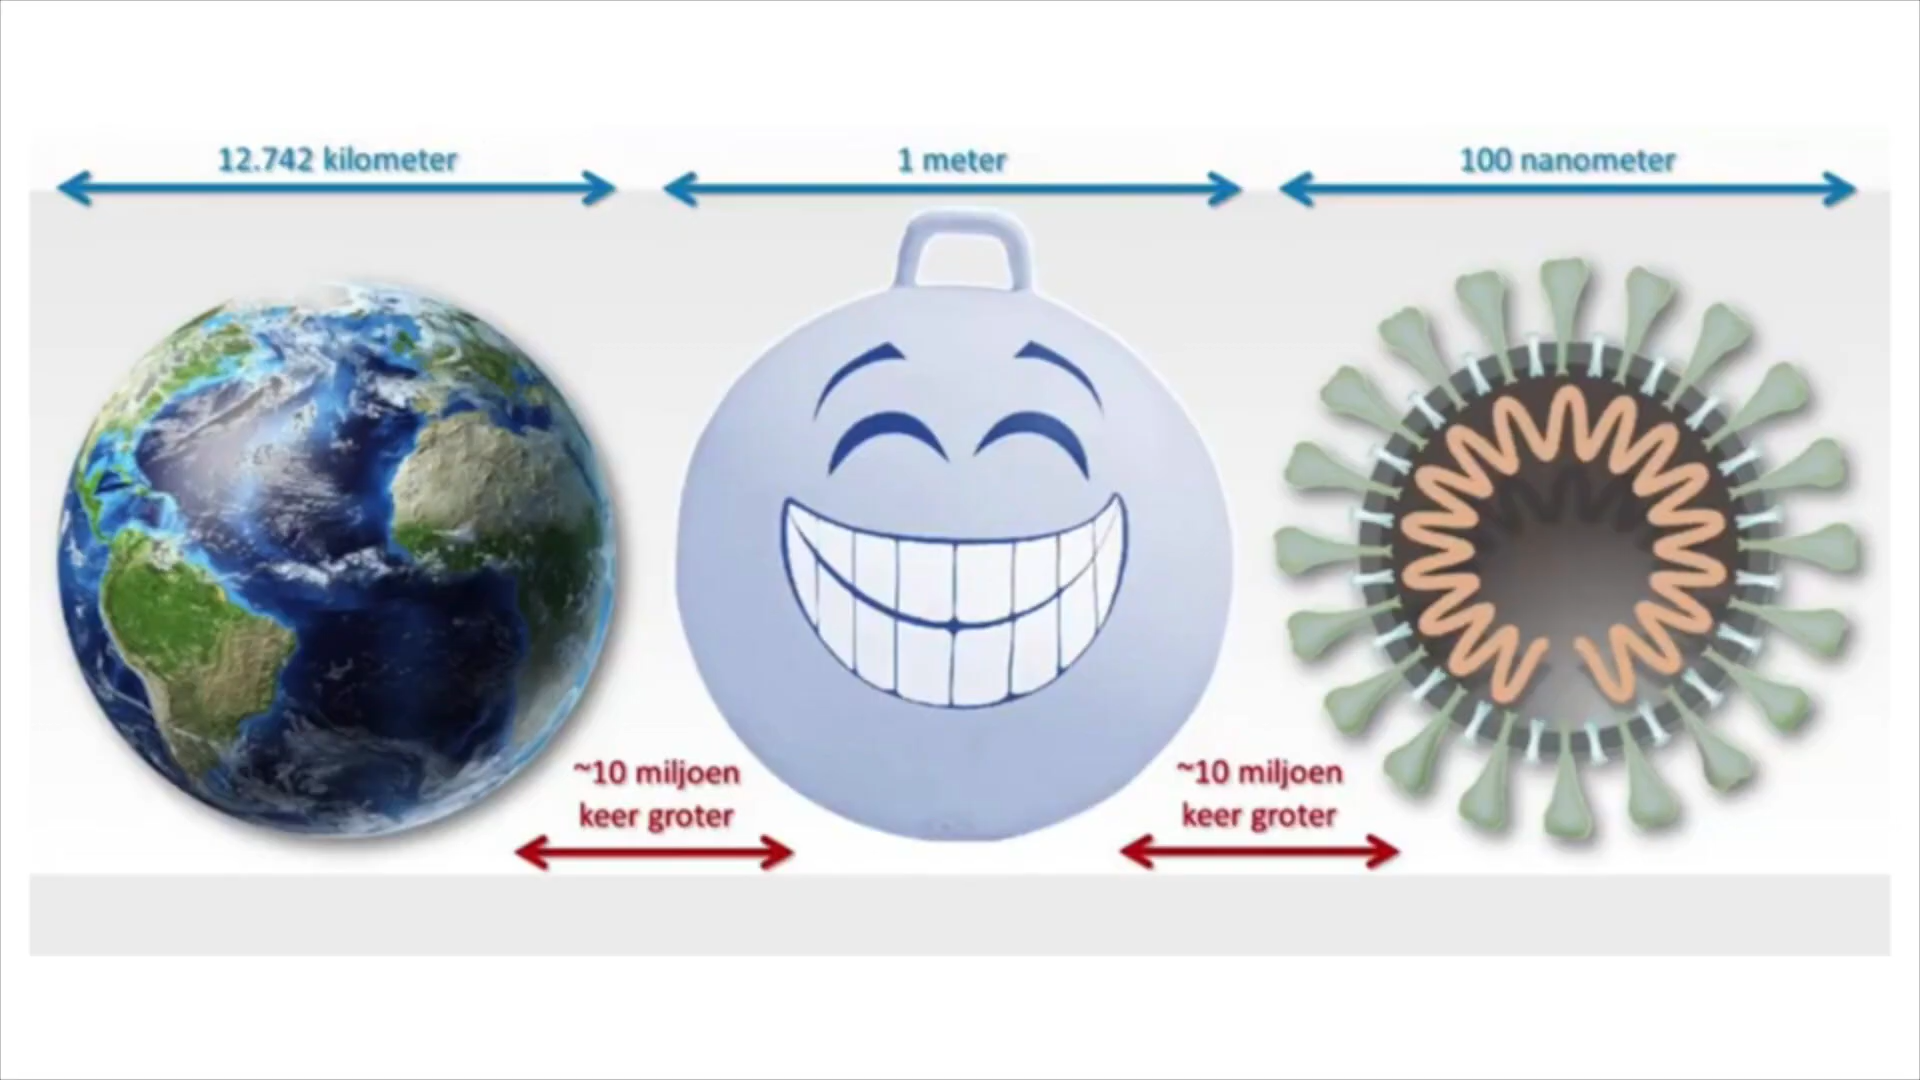 12.742 kilometer
1 meter
100 nanometer
~10 miljoen
keer groter
~10 miljoen
keer groter